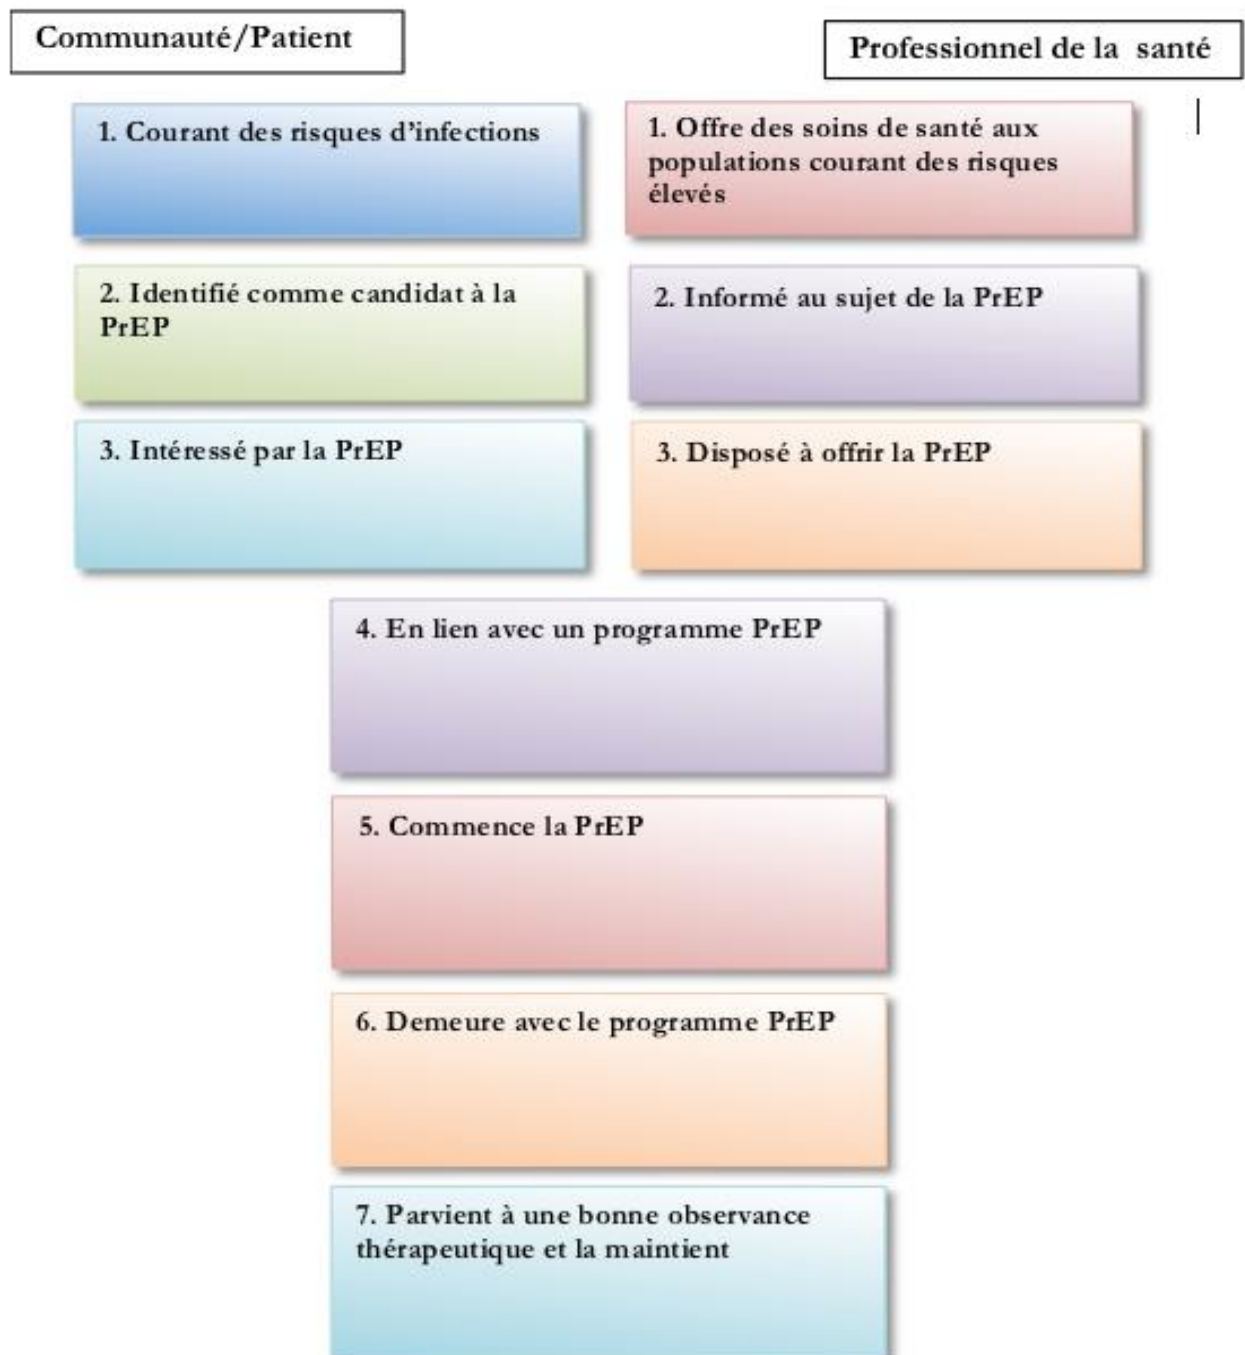 Communauté/Patient
Professionnel de la santé
1. Courant des risques d'infections
1. Offre des soins de santé aux
populations courant des risques
élevés
2. Identifié comme candidat à la
PrEP
2. Informé au sujet de la PrEP
3. Intéressé par la PrEP
3. Disposé à offrir la PrEP
4. En lien avec un programme PrEP
5. Commence la PrEP
6. Demeure avec le programme PrEP
7. Parvient à une bonne observance
thérapeutique et la maintient